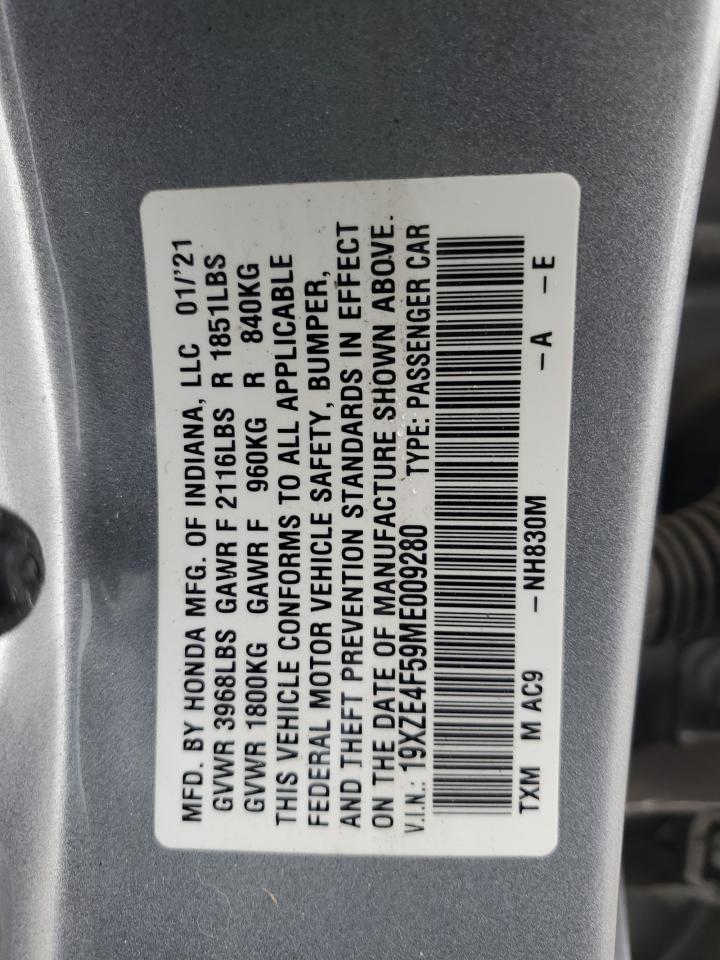 MFD. BY HONDA MFG. OF INDIANA, LLC 01/'21
GVWR 3968LBS GAWR F 2116LBS R 1851LBS
GVWR 1800KG GAWR F 960KG R 840KG
THIS VEHICLE CONFORMS TO ALL APPLICABLE
FEDERAL MOTOR VEHICLE SAFETY, BUMPER,
AND THEFT PREVENTION STANDARDS IN EFFECT
ON THE DATE OF MANUFACTURE SHOWN ABOVE.
V.I.N.: 19XZE4F59ME009280 TYPE: PASSENGER CAR
TXM M AC9 -NH830M -A -E